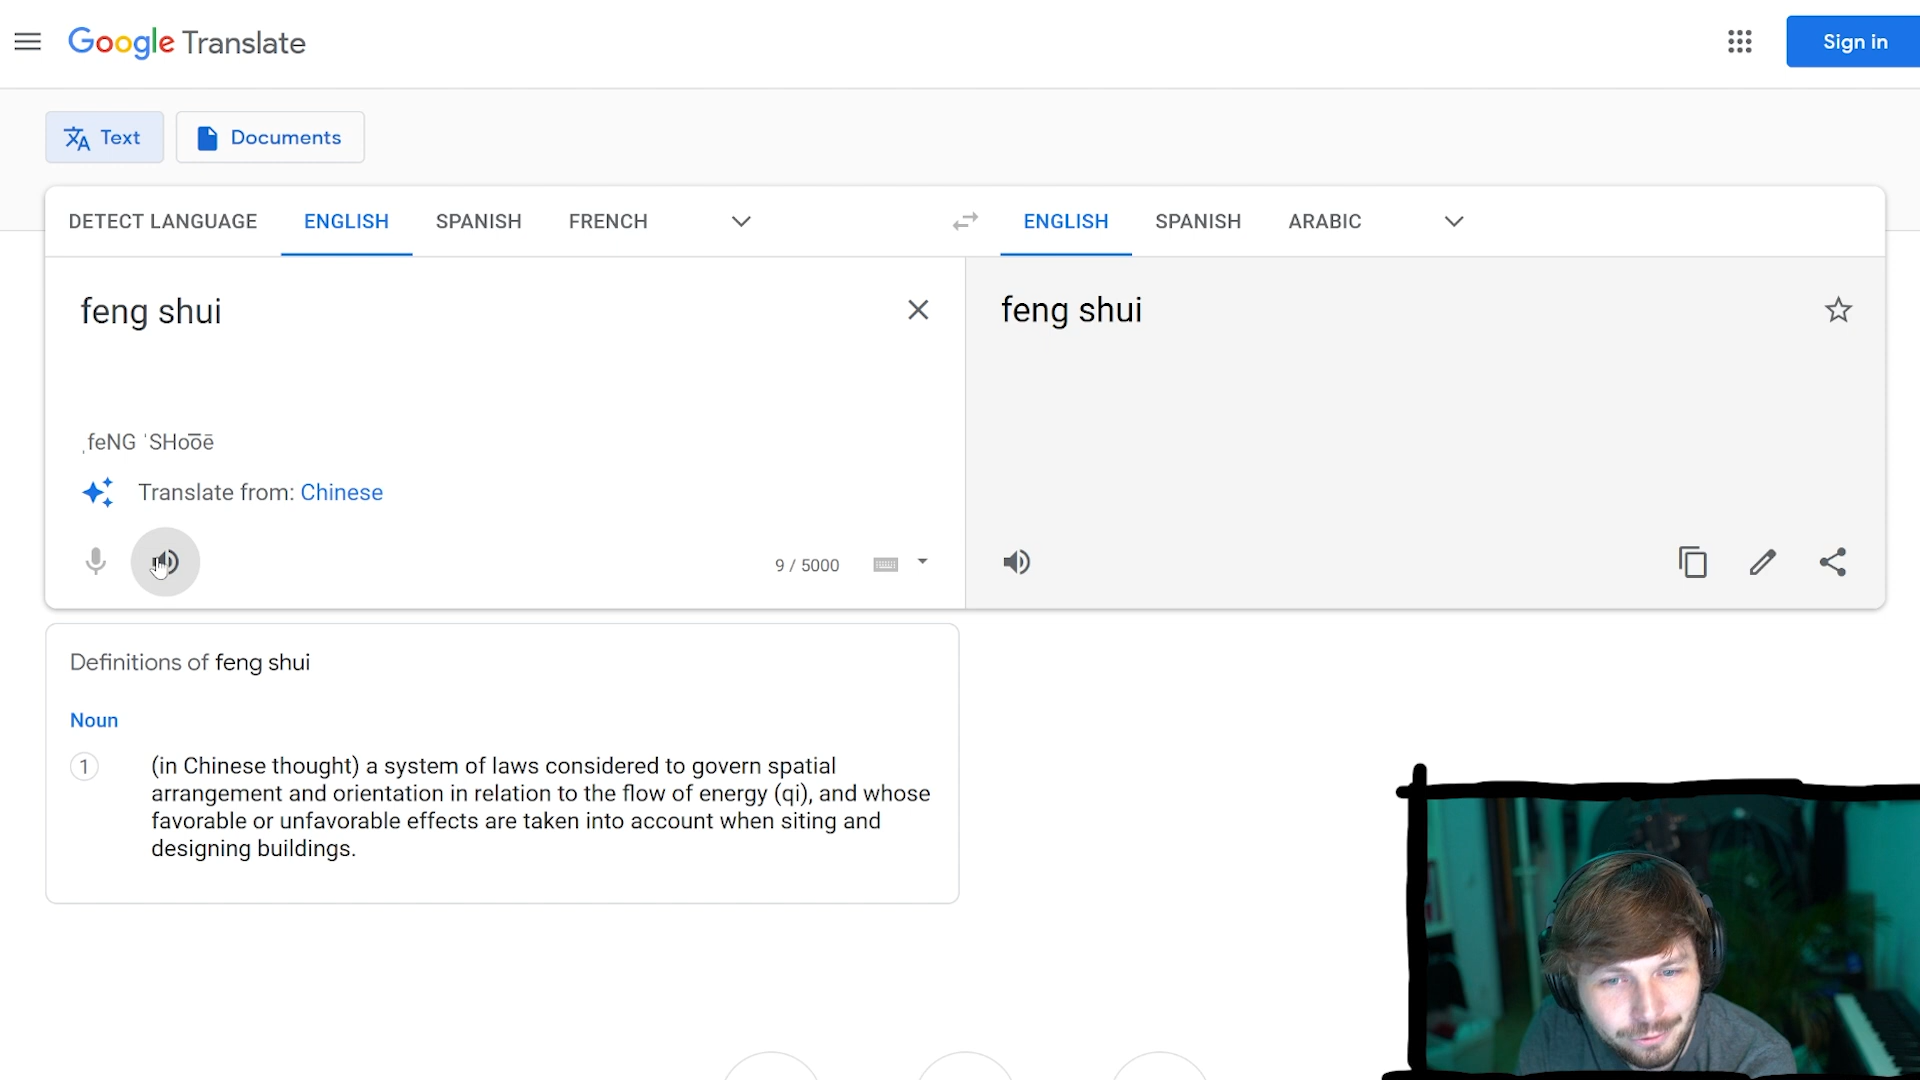 Google Translate
Sign in
Text
Documents
DETECT LANGUAGE ENGLISH SPANISH FRENCH
ENGLISH SPANISH ARABIC
feng shui
feng shui
ˌfeNG ˈSHo͞oē
Translate from: Chinese
9 / 5000
Definitions of feng shui
Noun
1
(in Chinese thought) a system of laws considered to govern spatial
arrangement and orientation in relation to the flow of energy (qi), and whose
favorable or unfavorable effects are taken into account when siting and
designing buildings.